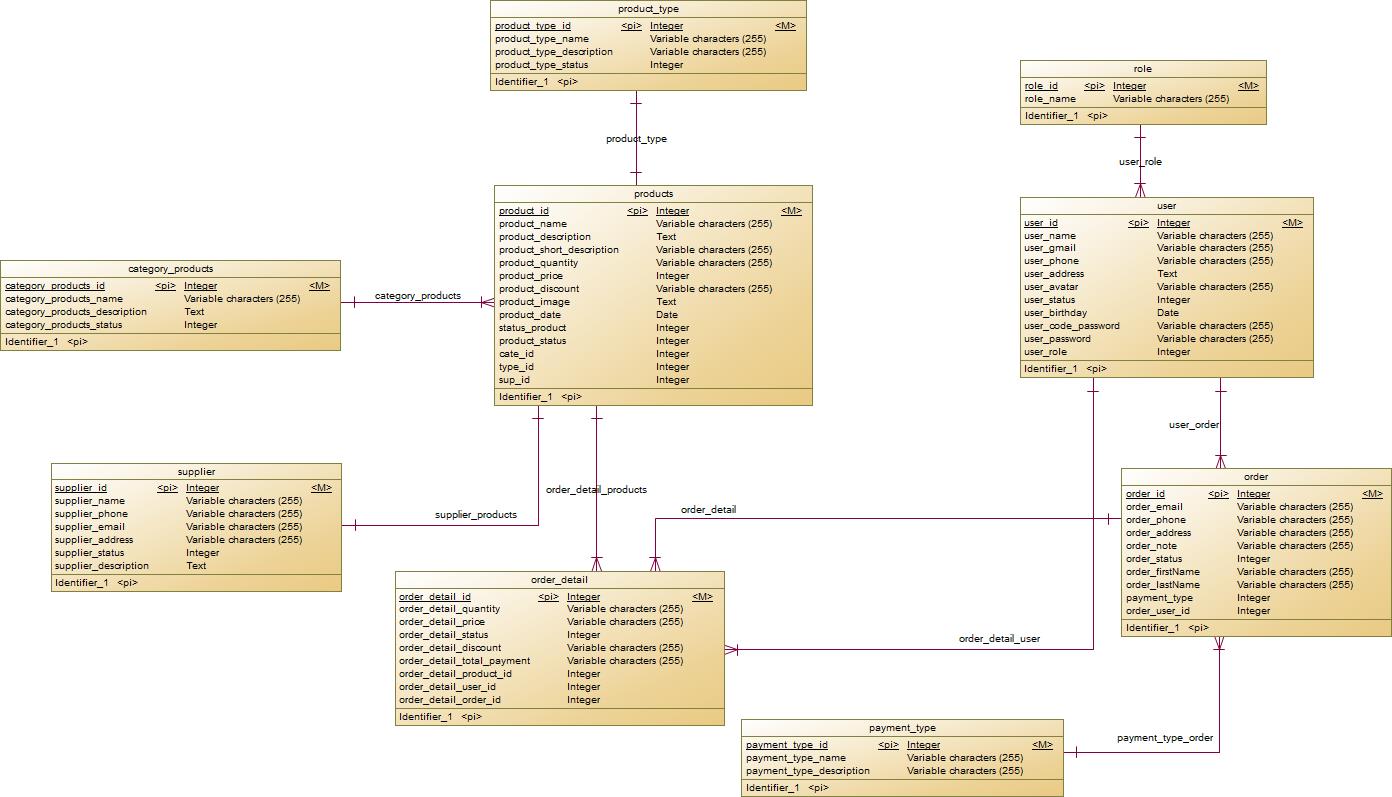 product_type
product_type_id <pi> Integer <M>
product_type_name Variable characters (255)
product_type_description Variable characters (255)
product_type_status Integer
Identifier_1 <pi>
role
role_id <pi> Integer <M>
role_name Variable characters (255)
Identifier_1 <pi>
product_type
user_role
products
product_id <pi> Integer <M>
product_name Variable characters (255)
product_description Text
product_short_description Variable characters (255)
product_quantity Variable characters (255)
product_price Integer
product_discount Variable characters (255)
product_image Text
product_date Date
status_product Integer
product_status Integer
cate_id Integer
type_id Integer
sup_id Integer
Identifier_1 <pi>
user
user_id <pi> Integer <M>
user_name Variable characters (255)
user_gmail Variable characters (255)
user_phone Variable characters (255)
user_address Text
user_avatar Variable characters (255)
user_status Integer
user_birthday Date
user_code_password Variable characters (255)
user_password Variable characters (255)
user_role Integer
Identifier_1 <pi>
category_products
category_products_id <pi> Integer <M>
category_products_name Variable characters (255)
category_products_description Text
category_products_status Integer
Identifier_1 <pi>
category_products
user_order
supplier
supplier_id <pi> Integer <M>
supplier_name Variable characters (255)
supplier_phone Variable characters (255)
supplier_email Variable characters (255)
supplier_address Variable characters (255)
supplier_status Integer
supplier_description Text
Identifier_1 <pi>
supplier_products
order_detail_products
order_detail
order
order_id <pi> Integer <M>
order_email Variable characters (255)
order_phone Variable characters (255)
order_address Variable characters (255)
order_note Variable characters (255)
order_status Integer
order_firstName Variable characters (255)
order_lastName Variable characters (255)
payment_type Integer
order_user_id Integer
Identifier_1 <pi>
order_detail
order_detail_id <pi> Integer <M>
order_detail_quantity Variable characters (255)
order_detail_price Variable characters (255)
order_detail_status Integer
order_detail_discount Variable characters (255)
order_detail_total_payment Variable characters (255)
order_detail_product_id Integer
order_detail_user_id Integer
order_detail_order_id Integer
Identifier_1 <pi>
order_detail_user
payment_type
payment_type_id <pi> Integer <M>
payment_type_name Variable characters (255)
payment_type_description Variable characters (255)
Identifier_1 <pi>
payment_type_order